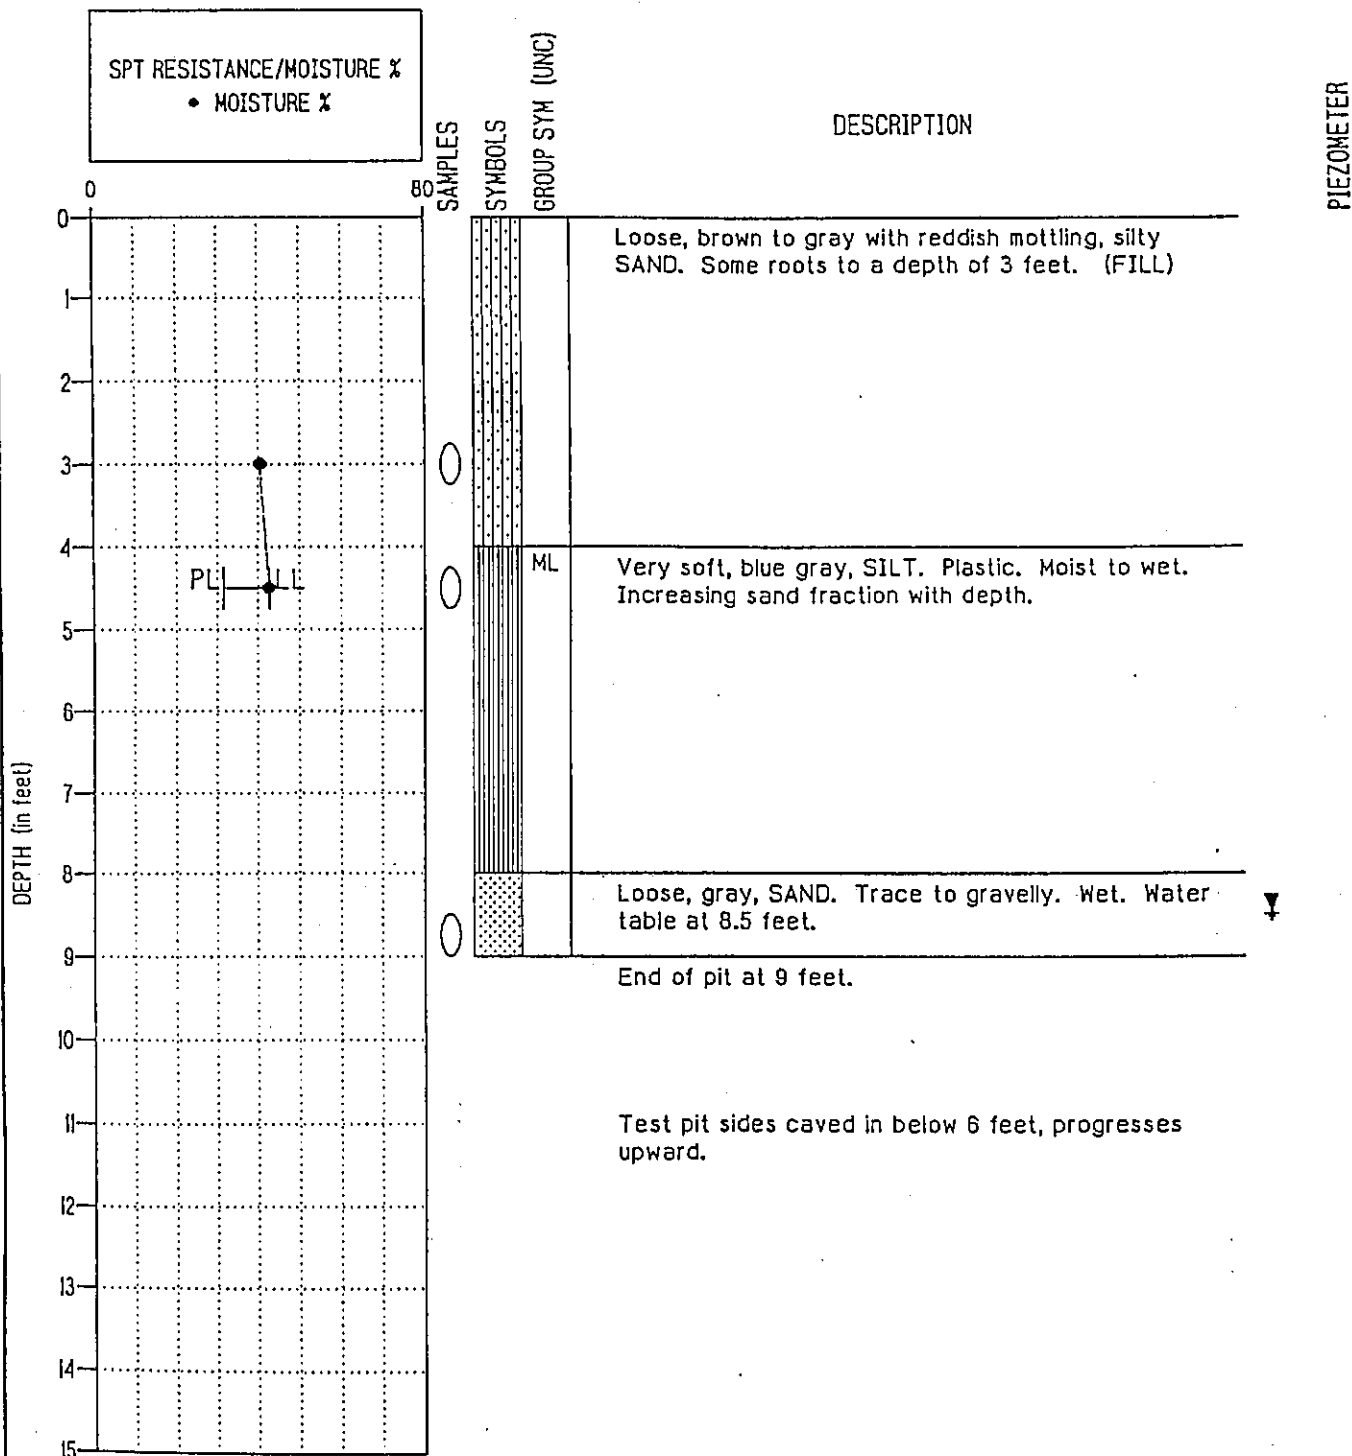 SPT RESISTANCE/MOISTURE %
• MOISTURE %
SAMPLES
SYMBOLS
GROUP SYM (UNC)
DESCRIPTION
PIEZOMETER
0
80
DEPTH (in feet)
0
Loose, brown to gray with reddish mottling, silty
SAND. Some roots to a depth of 3 feet. (FILL)
1
2
3
4
PL
LL
ML
Very soft, blue gray, SILT. Plastic. Moist to wet.
Increasing sand fraction with depth.
5
6
7
8
Loose, gray, SAND. Trace to gravelly. Wet. Water
table at 8.5 feet.
9
End of pit at 9 feet.
10
11
Test pit sides caved in below 6 feet, progresses
upward.
12
13
14
15